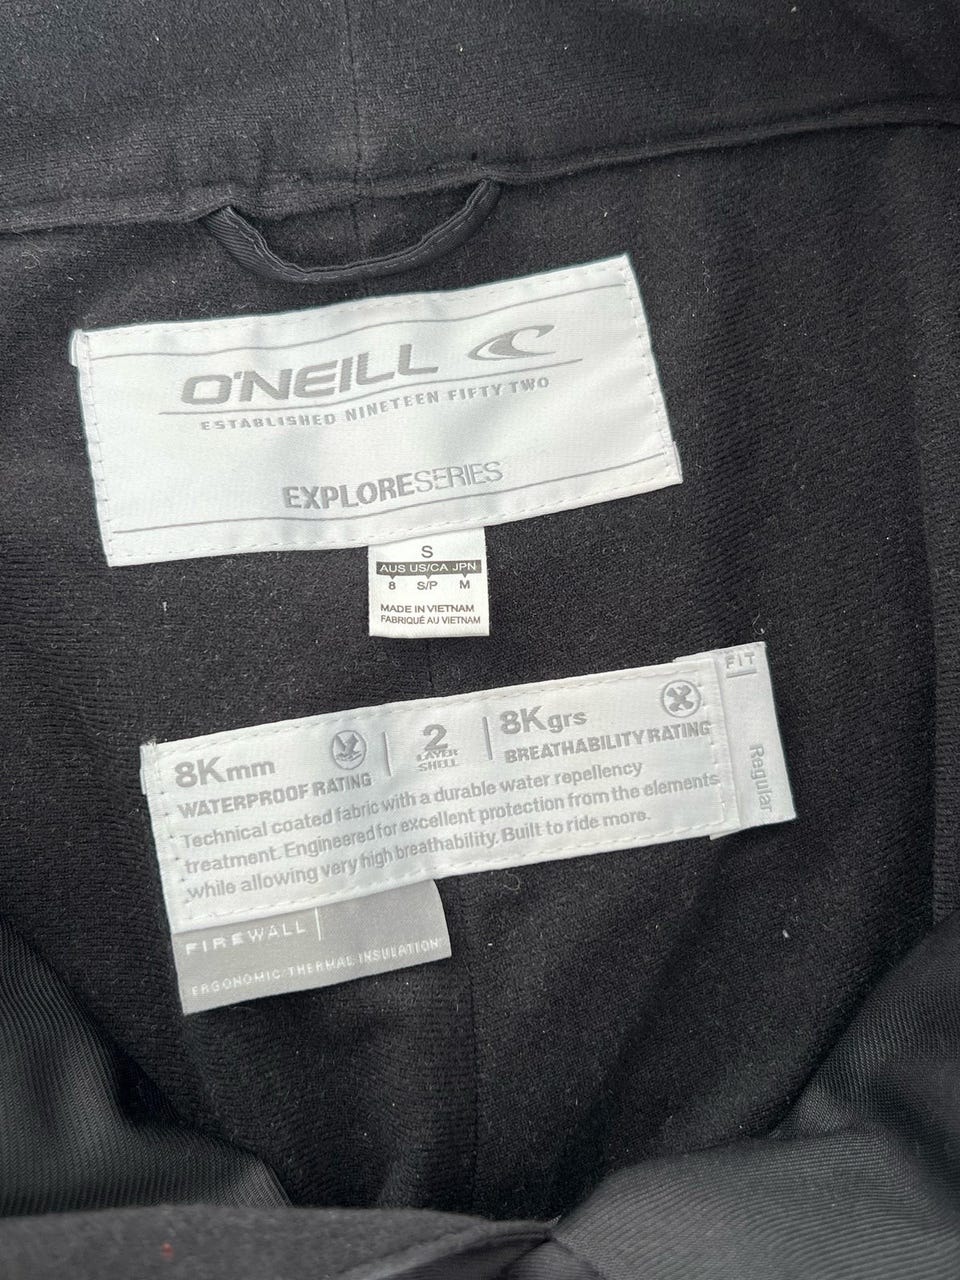 O'NEILL
ESTABLISHED NINETEEN FIFTY TWO
EXPLORESERIES
S
AUS US/CA JPN
8 S/P M
MADE IN VIETNAM
FABRIQUÉ AU VIETNAM
8Kmm
WATERPROOF RATING
2
LAYER
SHELL
8Kgrs
BREATHABILITY RATING
Technical coated fabric with a durable water repellency
treatment. Engineered for excellent protection from the elements
while allowing very high breathability. Built to ride more.
FIT
Regular
FIREWALL
ERGONOMIC THERMAL INSULATION